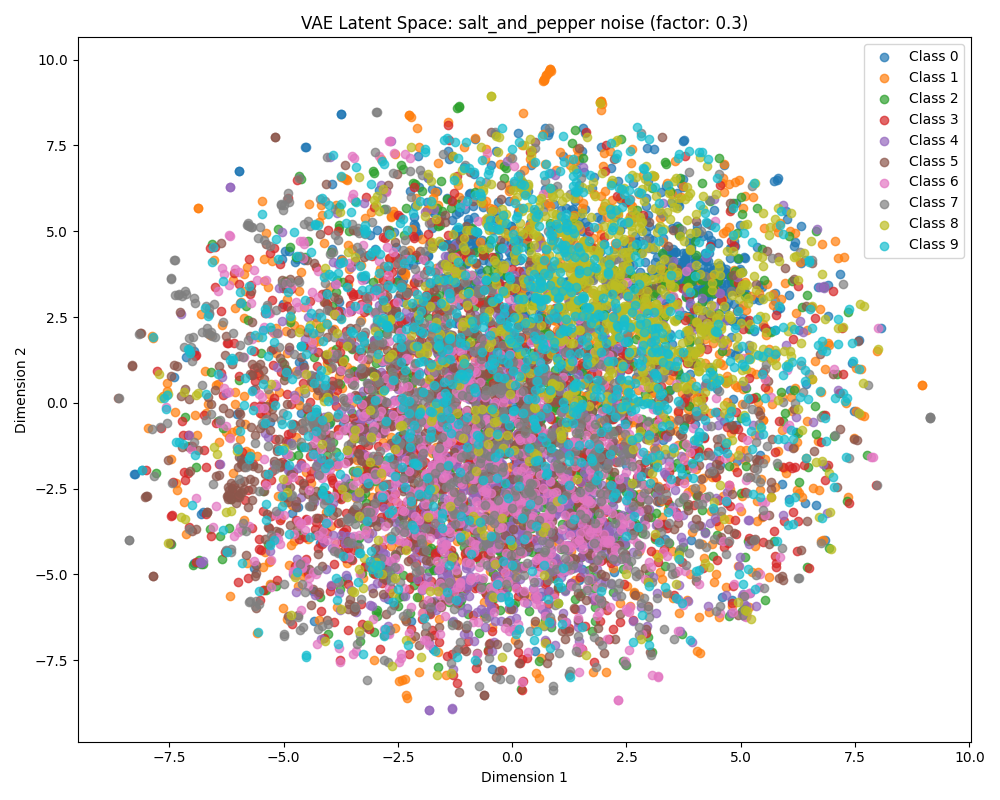 VAE Latent Space: salt_and_pepper noise (factor: 0.3)
10.0
7.5
5.0
2.5
0.0
−2.5
−5.0
−7.5
Dimension 2
Class 0
Class 1
Class 2
Class 3
Class 4
Class 5
Class 6
Class 7
Class 8
Class 9
−7.5 −5.0 −2.5 0.0 2.5 5.0 7.5 10.0
Dimension 1